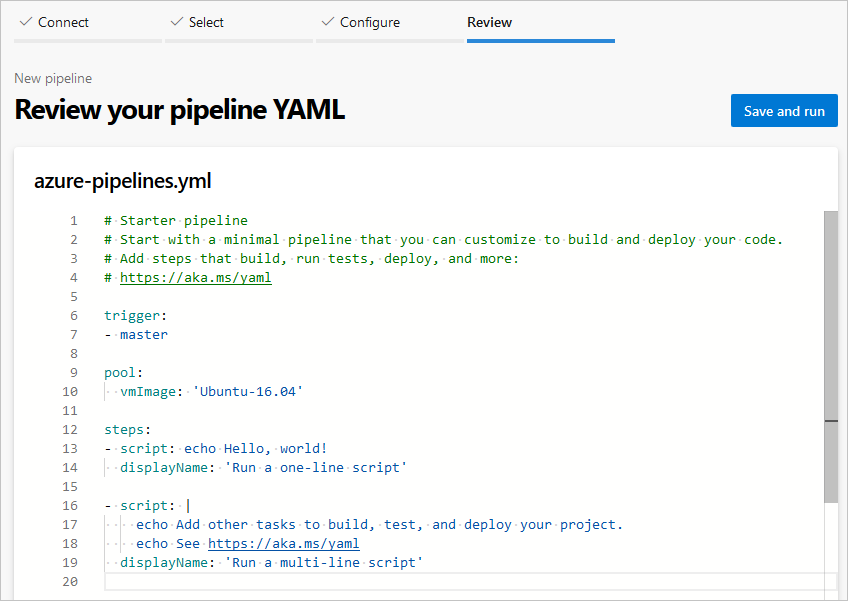 Connect Select Configure Review
New pipeline
Review your pipeline YAML
Save and run
azure-pipelines.yml
1 # Starter pipeline
2 # Start with a minimal pipeline that you can customize to build and deploy your code.
3 # Add steps that build, run tests, deploy, and more:
4 # https://aka.ms/yaml
5
6 trigger:
7 - master
8
9 pool:
10   vmImage: 'Ubuntu-16.04'
11
12 steps:
13 - script: echo Hello, world!
14   displayName: 'Run a one-line script'
15
16 - script: |
17     echo Add other tasks to build, test, and deploy your project.
18     echo See https://aka.ms/yaml
19   displayName: 'Run a multi-line script'
20